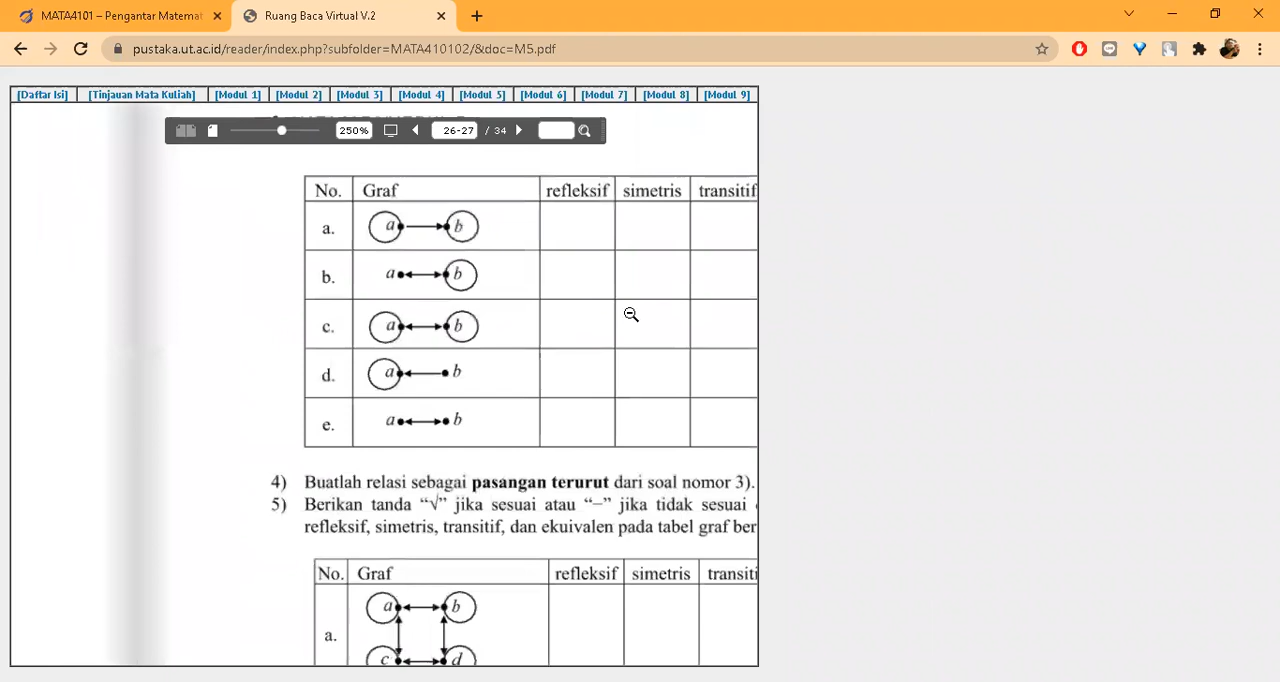 MATA4101 – Pengantar Matemat
Ruang Baca Virtual V.2
pustaka.ut.ac.id/reader/index.php?subfolder=MATA410102/&doc=M5.pdf
[Daftar Isi] [Tinjauan Mata Kuliah] [Modul 1] [Modul 2] [Modul 3] [Modul 4] [Modul 5] [Modul 6] [Modul 7] [Modul 8] [Modul 9]
250% 26-27 / 34
No. Graf refleksif simetris transitif
a. a b
b. a b
c. a b
d. a b
e. a b
4) Buatlah relasi sebagai pasangan terurut dari soal nomor 3).
5) Berikan tanda “√” jika sesuai atau “–” jika tidak sesuai
refleksif, simetris, transitif, dan ekuivalen pada tabel graf ber
No. Graf refleksif simetris transiti
a b
a.
c d